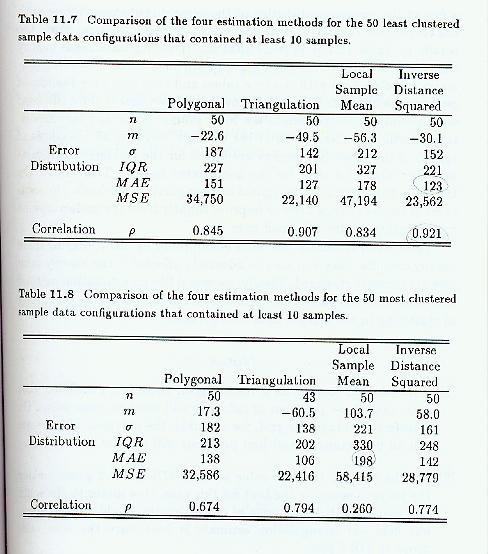 Table 11.7 Comparison of the four estimation methods for the 50 least clustered
sample data configurations that contained at least 10 samples.
Local Inverse
Sample Distance
Polygonal Triangulation Mean Squared
n 50 50 50 50
m −22.6 −49.5 −56.3 −30.1
Error σ 187 142 212 152
Distribution IQR 227 201 327 221
MAE 151 127 178 123
MSE 34,750 22,140 47,194 23,562
Correlation ρ 0.845 0.907 0.834 0.921
Table 11.8 Comparison of the four estimation methods for the 50 most clustered
sample data configurations that contained at least 10 samples.
Local Inverse
Sample Distance
Polygonal Triangulation Mean Squared
n 50 43 50 50
m 17.3 −60.5 103.7 58.0
Error σ 182 138 221 161
Distribution IQR 213 202 330 248
MAE 138 106 198 142
MSE 32,586 22,416 58,415 28,779
Correlation ρ 0.674 0.794 0.260 0.774